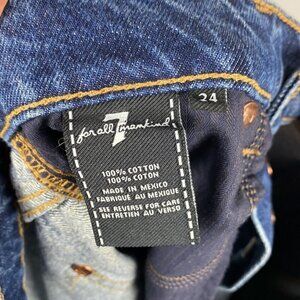 7
for all mankind
24
100% COTTON
100% COTON
MADE IN MEXICO
FABRIQUE AU MEXIQUE
SEE REVERSE FOR CARE
ENTRETIEN AU VERSO